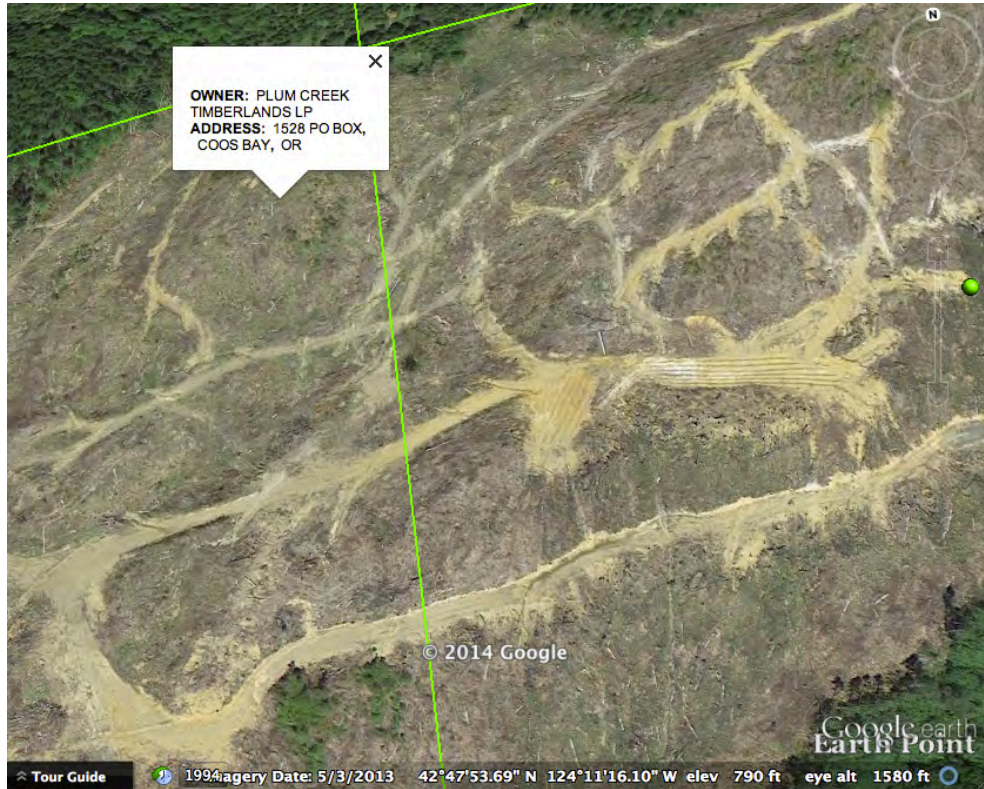 N
OWNER: PLUM CREEK
TIMBERLANDS LP
ADDRESS: 1528 PO BOX,
COOS BAY, OR
© 2014 Google
Google earth
Earth Point
Tour Guide 1994 Imagery Date: 5/3/2013 42°47'53.69" N 124°11'16.10" W elev 790 ft eye alt 1580 ft